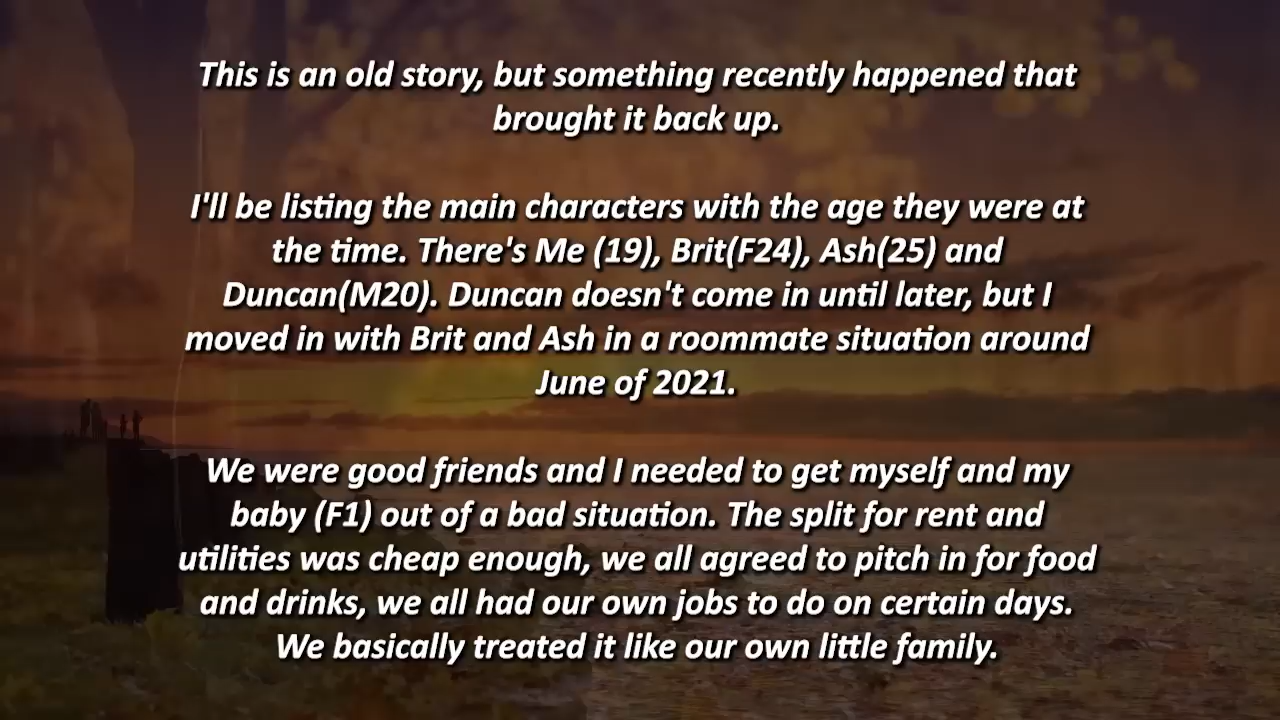 This is an old story, but something recently happened that
brought it back up.
I'll be listing the main characters with the age they were at
the time. There's Me (19), Brit(F24), Ash(25) and
Duncan(M20). Duncan doesn't come in until later, but I
moved in with Brit and Ash in a roommate situation around
June of 2021.
We were good friends and I needed to get myself and my
baby (F1) out of a bad situation. The split for rent and
utilities was cheap enough, we all agreed to pitch in for food
and drinks, we all had our own jobs to do on certain days.
We basically treated it like our own little family.